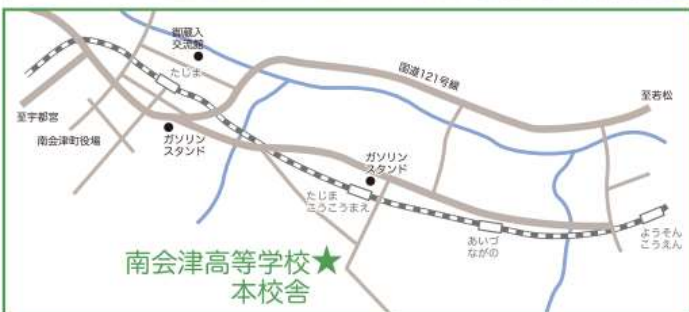 御蔵入
交流館
たじま
国道121号線
至若松
至宇都宮
南会津町役場
ガソリン
スタンド
ガソリン
スタンド
たじま
こうこうまえ
あいづ
ながの
ようそん
こうえん
南会津高等学校★
本校舎